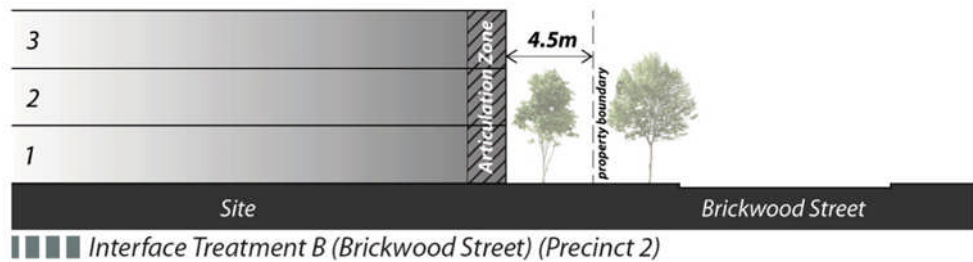 3
2
1
Articulation Zone
4.5m
property boundary
Site
Brickwood Street
Interface Treatment B (Brickwood Street) (Precinct 2)